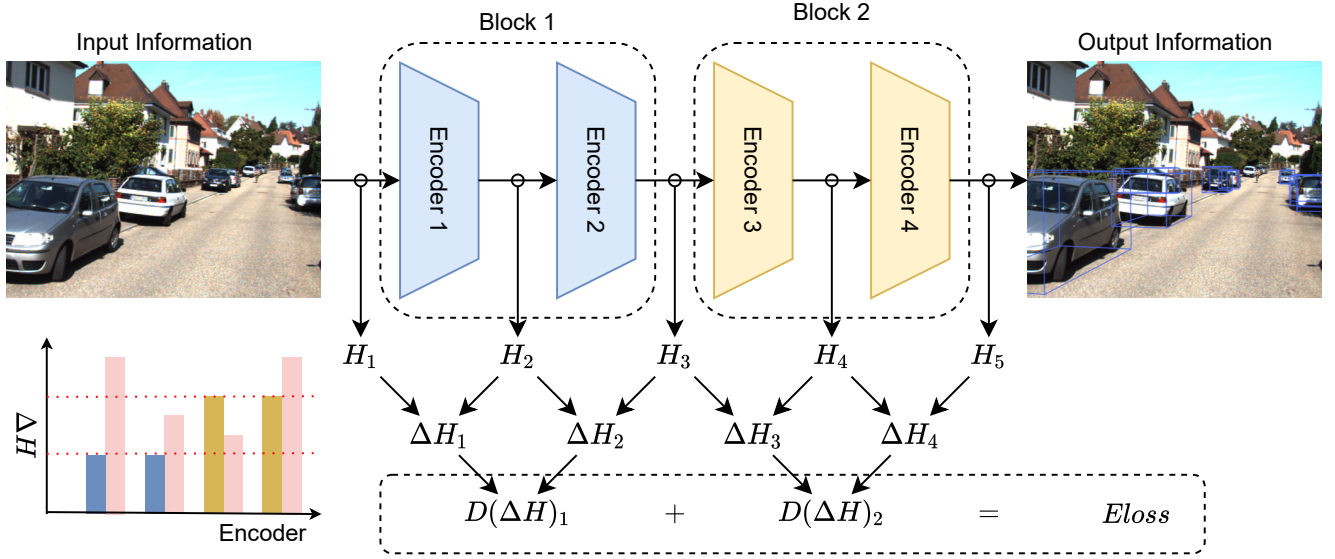 Block 1
Block 2
Input Information
Output Information
Encoder 1
Encoder 2
Encoder 3
Encoder 4
H₁
H₂
H₃
H₄
H₅
ΔH₁
ΔH₂
ΔH₃
ΔH₄
H∇
Encoder
D(ΔH)₁ + D(ΔH)₂ = Eloss